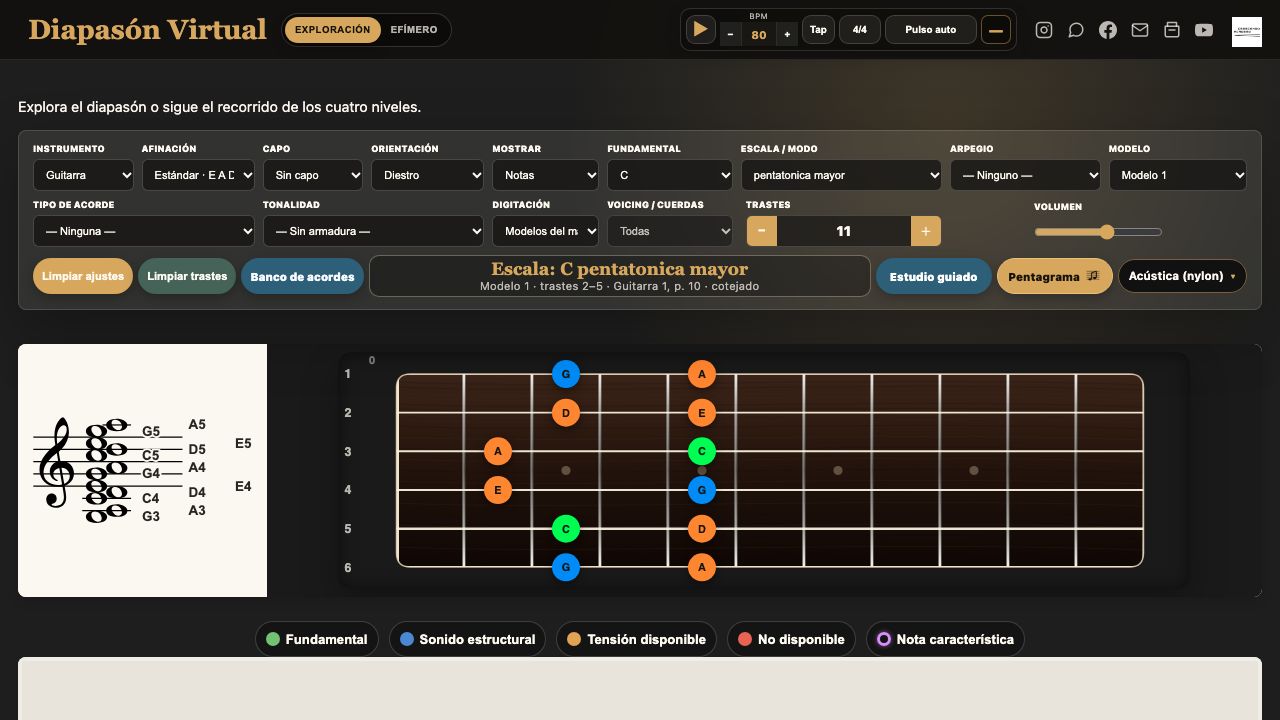 Diapasón Virtual
EXPLORACIÓN
EFÍMERO
BPM
- 80 +
Tap
4/4
Pulso auto
Explora el diapasón o sigue el recorrido de los cuatro niveles.
INSTRUMENTO
AFINACIÓN
CAPO
ORIENTACIÓN
MOSTRAR
FUNDAMENTAL
ESCALA / MODO
ARPEGIO
MODELO
Guitarra
Estándar · E A D
Sin capo
Diestro
Notas
C
pentatonica mayor
— Ninguno —
Modelo 1
TIPO DE ACORDE
TONALIDAD
DIGITACIÓN
VOICING / CUERDAS
TRASTES
VOLUMEN
— Ninguna —
— Sin armadura —
Modelos del m
Todas
- 11 +
Limpiar ajustes
Limpiar trastes
Banco de acordes
Escala: C pentatonica mayor
Modelo 1 · trastes 2–5 · Guitarra 1, p. 10 · cotejado
Estudio guiado
Pentagrama
Acústica (nylon)
A5
G5
E5
D5
C5
A4
G4
E4
D4
C4
A3
G3
0
1 G A
2 D E
3 A C
4 E G
5 C D
6 G A
Fundamental
Sonido estructural
Tensión disponible
No disponible
Nota característica